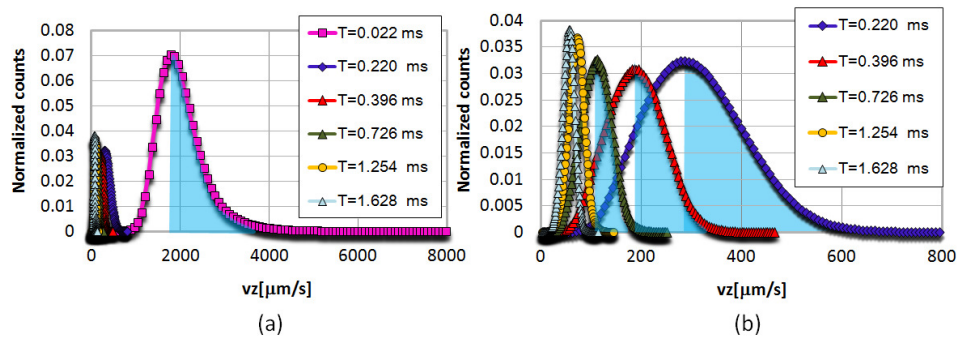 0.08
0.07
0.06
0.05
0.04
0.03
0.02
0.01
0
Normalized counts
T=0.022 ms
T=0.220 ms
T=0.396 ms
T=0.726 ms
T=1.254 ms
T=1.628 ms
0 2000 4000 6000 8000
vz[μm/s]
(a)
0.04
0.035
0.03
0.025
0.02
0.015
0.01
0.005
0
Normalized counts
T=0.220 ms
T=0.396 ms
T=0.726 ms
T=1.254 ms
T=1.628 ms
0 200 400 600 800
vz[μm/s]
(b)